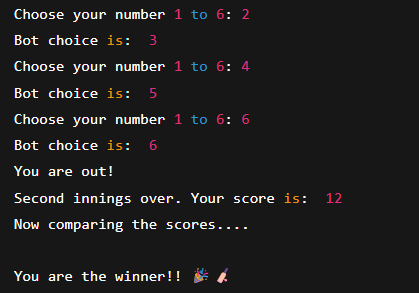 Choose your number 1 to 6: 2
Bot choice is:  3
Choose your number 1 to 6: 4
Bot choice is:  5
Choose your number 1 to 6: 6
Bot choice is:  6
You are out!
Second innings over. Your score is:  12
Now comparing the scores....
You are the winner!! 🎉🏏